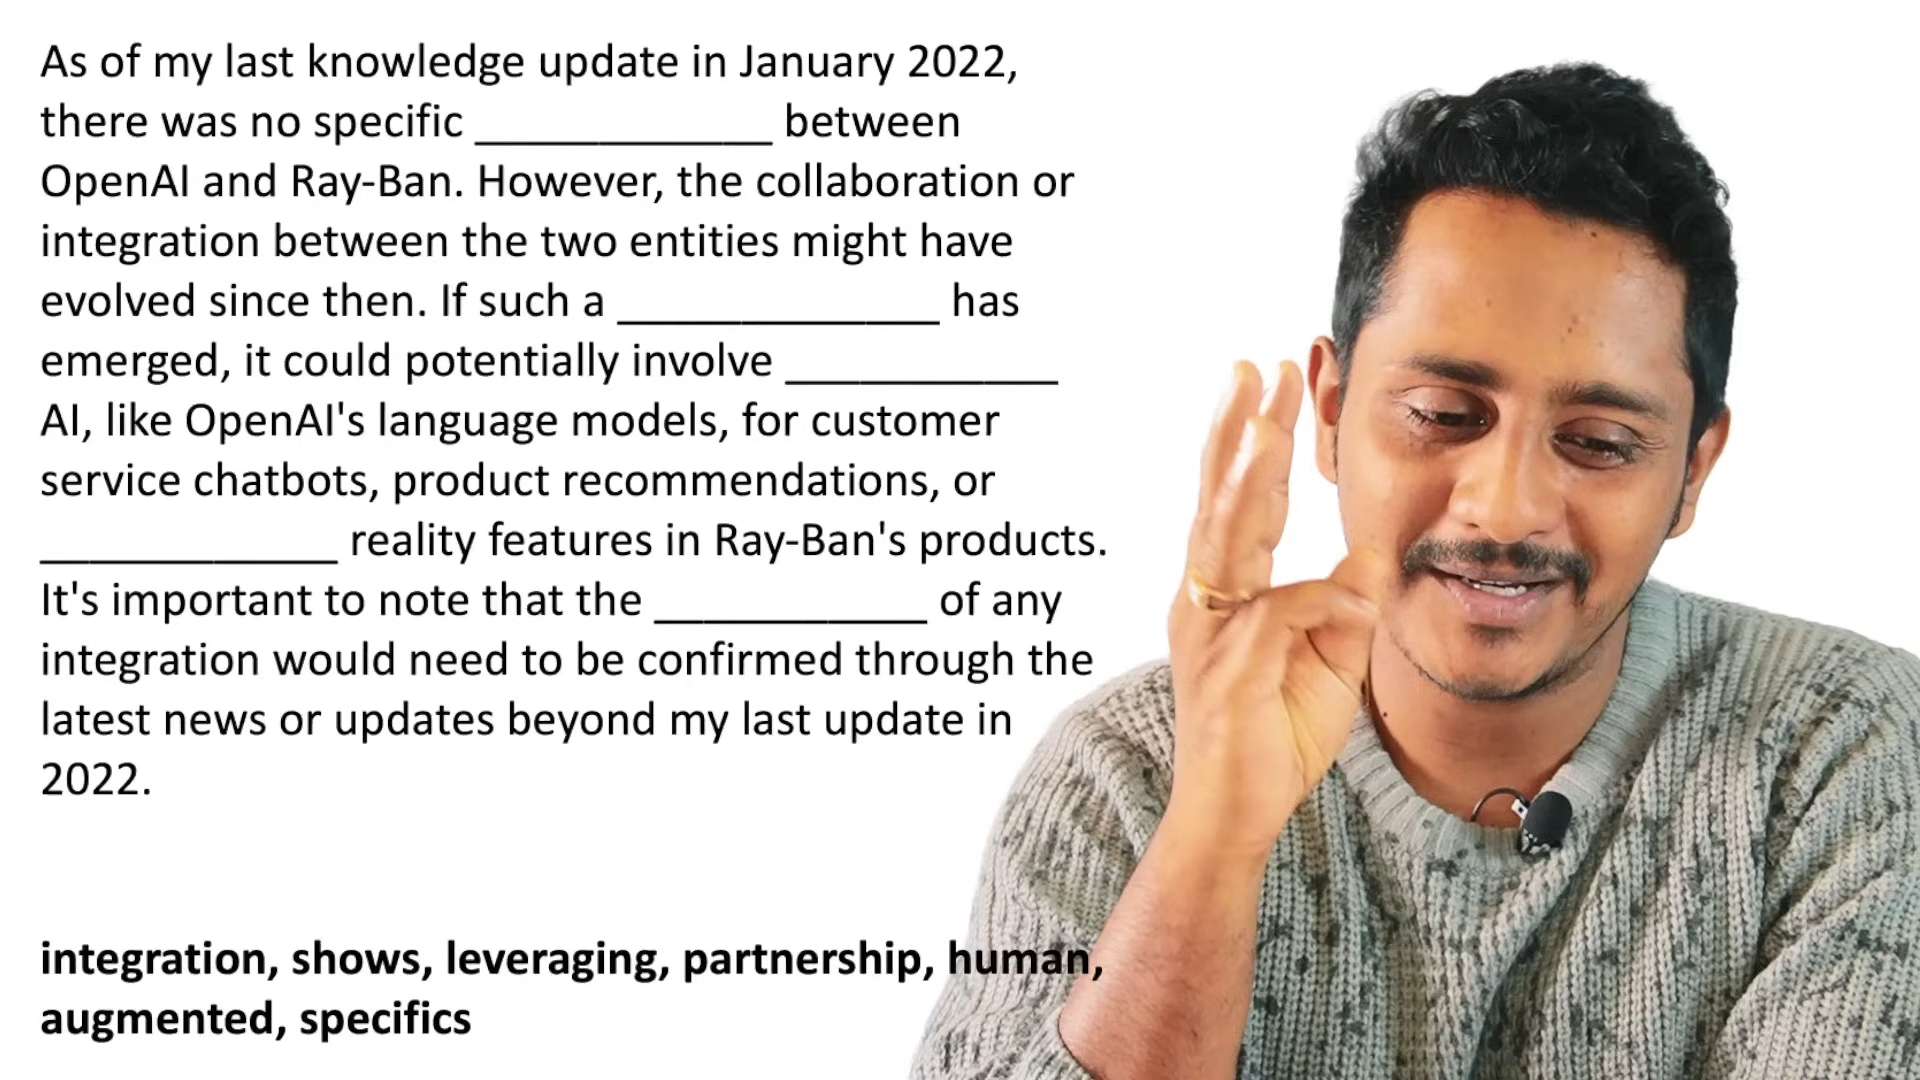 As of my last knowledge update in January 2022,
there was no specific ____________ between
OpenAI and Ray-Ban. However, the collaboration or
integration between the two entities might have
evolved since then. If such a _____________ has
emerged, it could potentially involve ___________
AI, like OpenAI's language models, for customer
service chatbots, product recommendations, or
____________ reality features in Ray-Ban's products.
It's important to note that the ___________ of any
integration would need to be confirmed through the
latest news or updates beyond my last update in
2022.
integration, shows, leveraging, partnership, human,
augmented, specifics